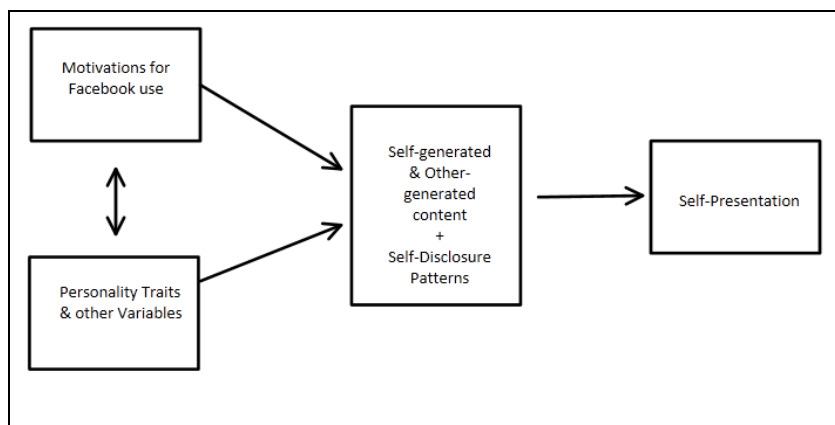 Motivations for
Facebook use
Personality Traits
& other Variables
Self-generated
& Other-
generated
content
+
Self-Disclosure
Patterns
Self-Presentation